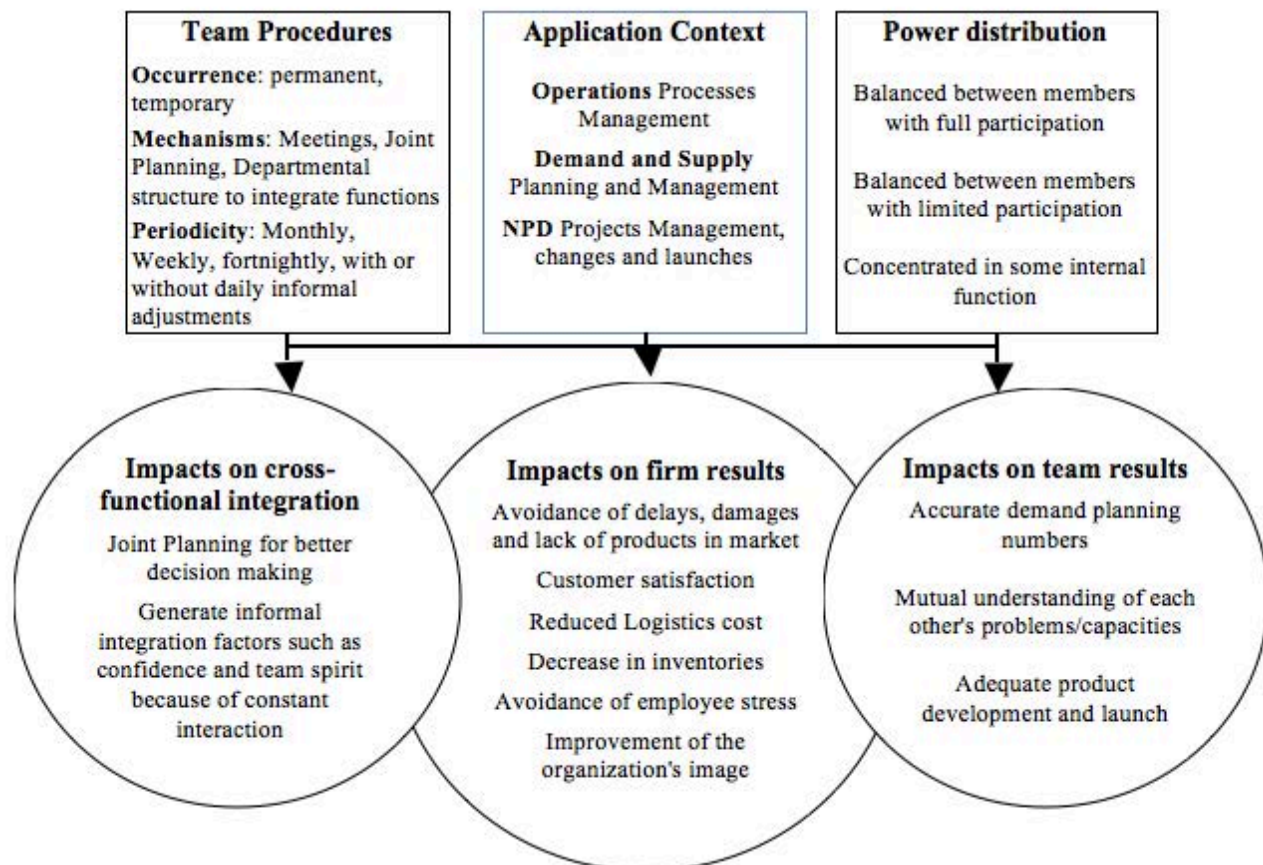 Team Procedures
Occurrence: permanent,
temporary
Mechanisms: Meetings, Joint
Planning, Departmental
structure to integrate functions
Periodicity: Monthly,
Weekly, fortnightly, with or
without daily informal
adjustments
Application Context
Operations Processes
Management
Demand and Supply
Planning and Management
NPD Projects Management,
changes and launches
Power distribution
Balanced between members
with full participation
Balanced between members
with limited participation
Concentrated in some internal
function
Impacts on cross-
functional integration
Joint Planning for better
decision making
Generate informal
integration factors such as
confidence and team spirit
because of constant
interaction
Impacts on firm results
Avoidance of delays, damages
and lack of products in market
Customer satisfaction
Reduced Logistics cost
Decrease in inventories
Avoidance of employee stress
Improvement of the
organization's image
Impacts on team results
Accurate demand planning
numbers
Mutual understanding of each
other's problems/capacities
Adequate product
development and launch